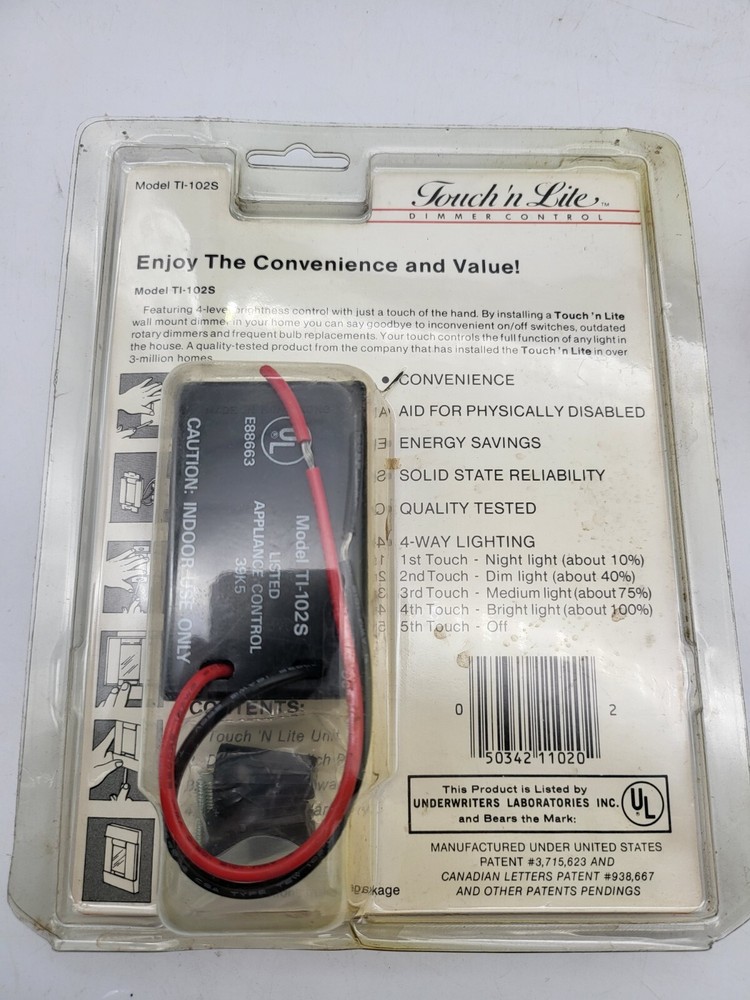 Model TI-102S
Touch 'n Lite™
DIMMER CONTROL
Enjoy The Convenience and Value!
Model TI-102S
Featuring 4-level brightness control with just a touch of the hand. By installing a Touch 'n Lite
wall mount dimmer in your home you can say goodbye to inconvenient on/off switches, outdated
rotary dimmers and frequent bulb replacements. Your touch controls the full function of any light in
the house. A quality-tested product from the company that has installed the Touch 'n Lite in over
3-million homes
CONVENIENCE
AID FOR PHYSICALLY DISABLED
ENERGY SAVINGS
SOLID STATE RELIABILITY
QUALITY TESTED
4-WAY LIGHTING
1st Touch - Night light (about 10%)
2nd Touch - Dim light (about 40%)
3rd Touch - Medium light (about 75%)
4th Touch - Bright light (about 100%)
5th Touch - Off
UL
E88663
CAUTION: INDOOR USE ONLY
Model TI-102S
LISTED
APPLIANCE CONTROL
39K5
CONTENTS:
Touch 'N Lite Unit
0 50342 11020 2
This Product is Listed by
UNDERWRITERS LABORATORIES INC.
and Bears the Mark:
UL
MANUFACTURED UNDER UNITED STATES
PATENT #3,715,623 AND
CANADIAN LETTERS PATENT #938,667
AND OTHER PATENTS PENDINGS